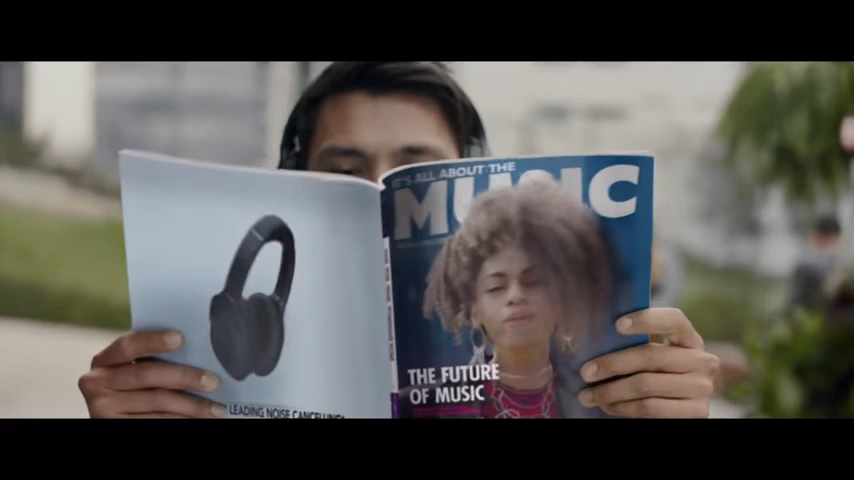 LEADING NOISE CANCELLING*
IT'S ALL ABOUT THE
MUSIC
THE FUTURE
OF MUSIC